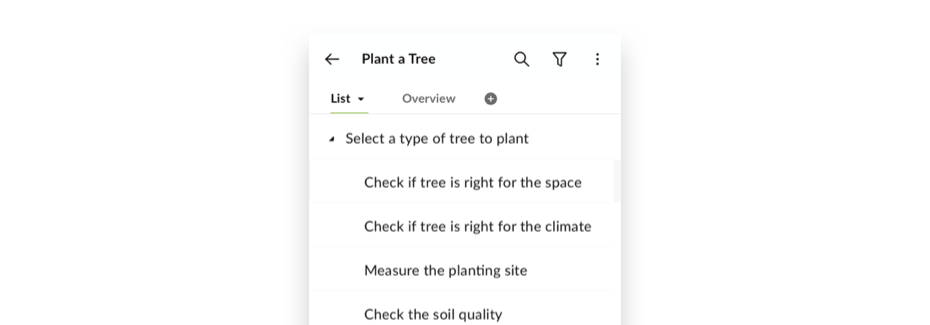 Plant a Tree
List Overview
Select a type of tree to plant
Check if tree is right for the space
Check if tree is right for the climate
Measure the planting site
Check the soil quality